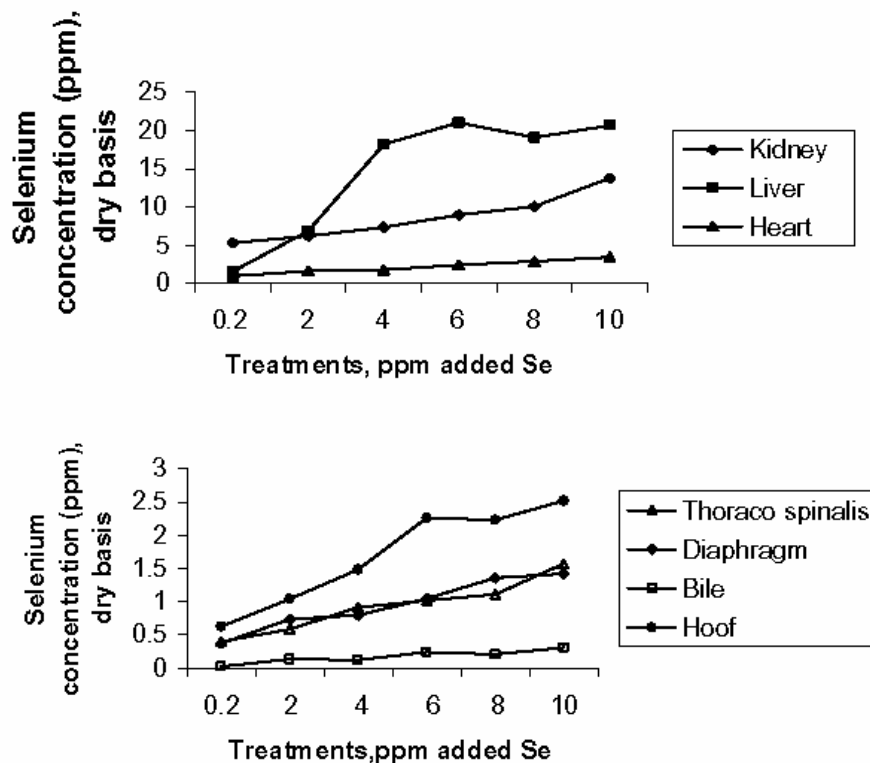 Selenium
concentration (ppm),
dry basis
25
20
15
10
5
0
0.2 2 4 6 8 10
Treatments, ppm added Se
Kidney
Liver
Heart
Selenium
concentration (ppm),
dry basis
3
2.5
2
1.5
1
0.5
0
0.2 2 4 6 8 10
Treatments,ppm added Se
Thoraco spinalis
Diaphragm
Bile
Hoof